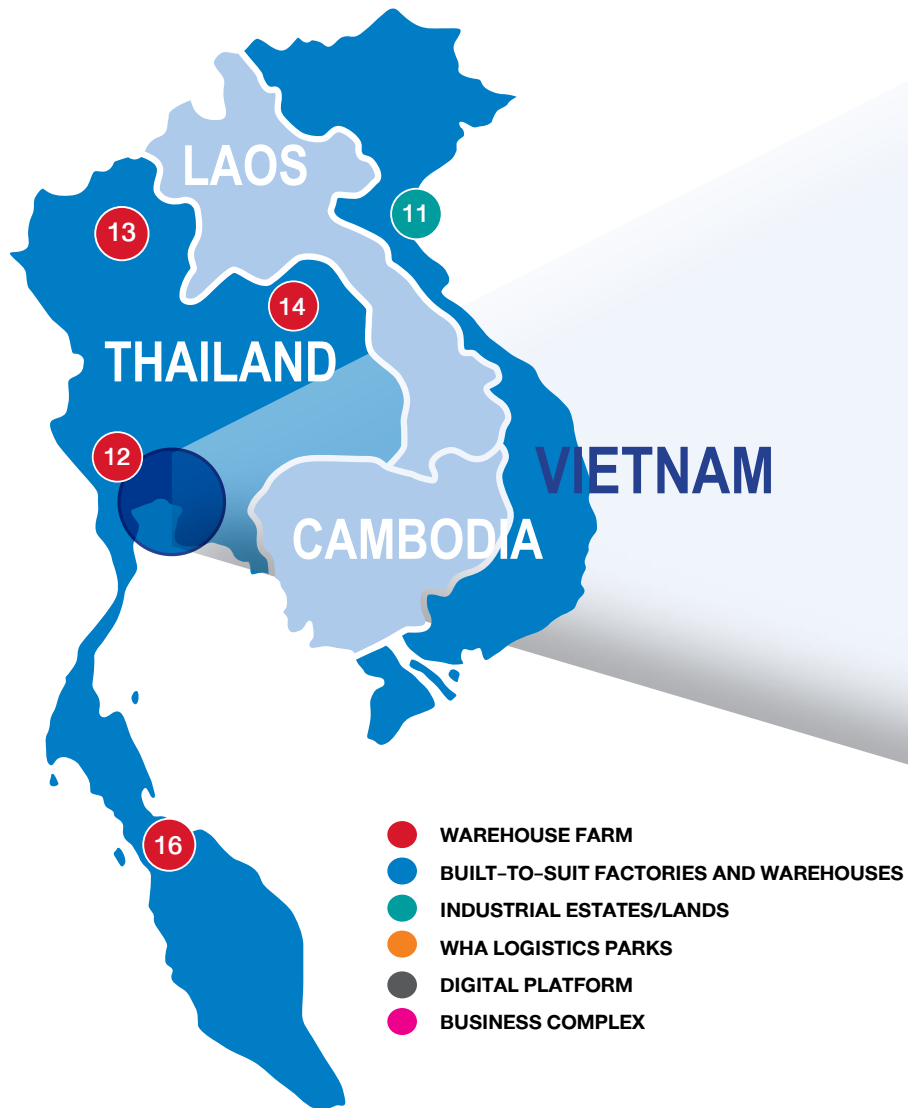 LAOS
11
13
14
THAILAND
12
VIETNAM
CAMBODIA
16
WAREHOUSE FARM
BUILT-TO-SUIT FACTORIES AND WAREHOUSES
INDUSTRIAL ESTATES/LANDS
WHA LOGISTICS PARKS
DIGITAL PLATFORM
BUSINESS COMPLEX